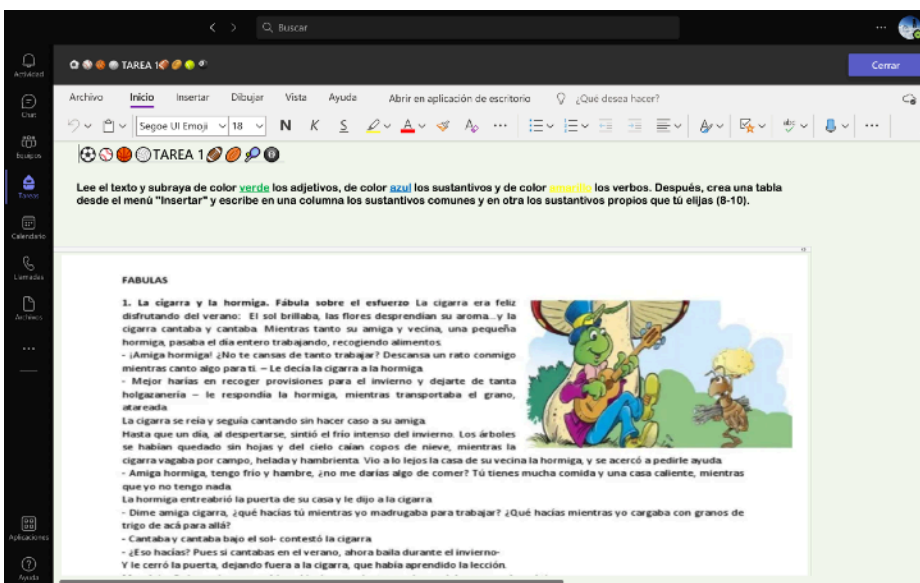 Buscar
TAREA 1
Cerrar
Actividad
Chat
Equipos
Tareas
Calendario
Llamadas
Archivos
Aplicaciones
Ayuda
Archivo Inicio Insertar Dibujar Vista Ayuda Abrir en aplicación de escritorio ¿Qué desea hacer?
Segoe UI Emoji 18 N K S
TAREA 1
Lee el texto y subraya de color verde los adjetivos, de color azul los sustantivos y de color amarillo los verbos. Después, crea una tabla
desde el menú "Insertar" y escribe en una columna los sustantivos comunes y en otra los sustantivos propios que tú elijas (8-10).
FABULAS
1. La cigarra y la hormiga. Fábula sobre el esfuerzo La cigarra era feliz
disfrutando del verano: El sol brillaba, las flores desprendían su aroma...y la
cigarra cantaba y cantaba. Mientras tanto su amiga y vecina, una pequeña
hormiga, pasaba el día entero trabajando, recogiendo alimentos.
- ¡Amiga hormiga! ¿No te cansas de tanto trabajar? Descansa un rato conmigo
mientras canto algo para ti. – Le decía la cigarra a la hormiga.
- Mejor harías en recoger provisiones para el invierno y dejarte de tanta
holgazanería – le respondía la hormiga, mientras transportaba el grano,
atareada.
La cigarra se reía y seguía cantando sin hacer caso a su amiga.
Hasta que un día, al despertarse, sintió el frío intenso del invierno. Los árboles
se habían quedado sin hojas y del cielo caían copos de nieve, mientras la
cigarra vagaba por campo, helada y hambrienta. Vio a lo lejos la casa de su vecina la hormiga, y se acercó a pedirle ayuda.
- Amiga hormiga, tengo frío y hambre, ¿no me darías algo de comer? Tú tienes mucha comida y una casa caliente, mientras
que yo no tengo nada.
La hormiga entreabrió la puerta de su casa y le dijo a la cigarra.
- Dime amiga cigarra, ¿qué hacías tú mientras yo madrugaba para trabajar? ¿Qué hacías mientras yo cargaba con granos de
trigo de acá para allá?
- Cantaba y cantaba bajo el sol- contestó la cigarra.
- ¿Eso hacías? Pues si cantabas en el verano, ahora baila durante el invierno-
Y le cerró la puerta, dejando fuera a la cigarra, que había aprendido la lección.